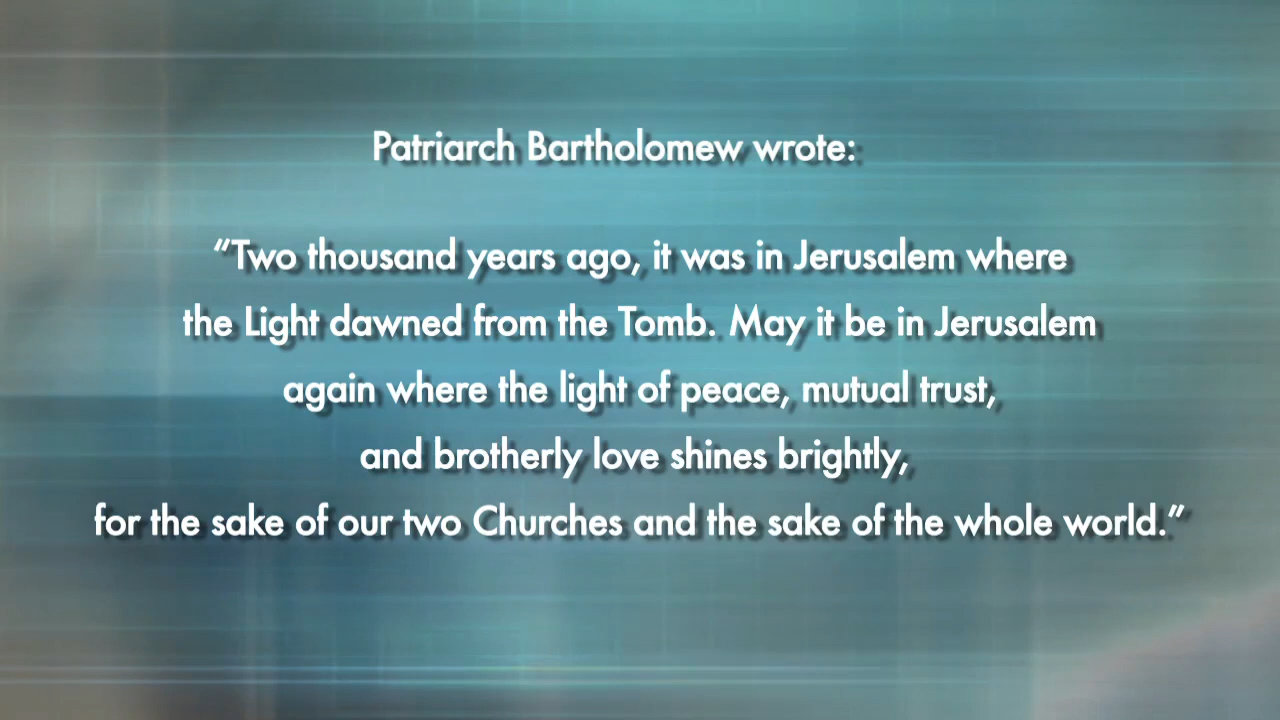 Patriarch Bartholomew wrote:
“Two thousand years ago, it was in Jerusalem where
the Light dawned from the Tomb. May it be in Jerusalem
again where the light of peace, mutual trust,
and brotherly love shines brightly,
for the sake of our two Churches and the sake of the whole world.”